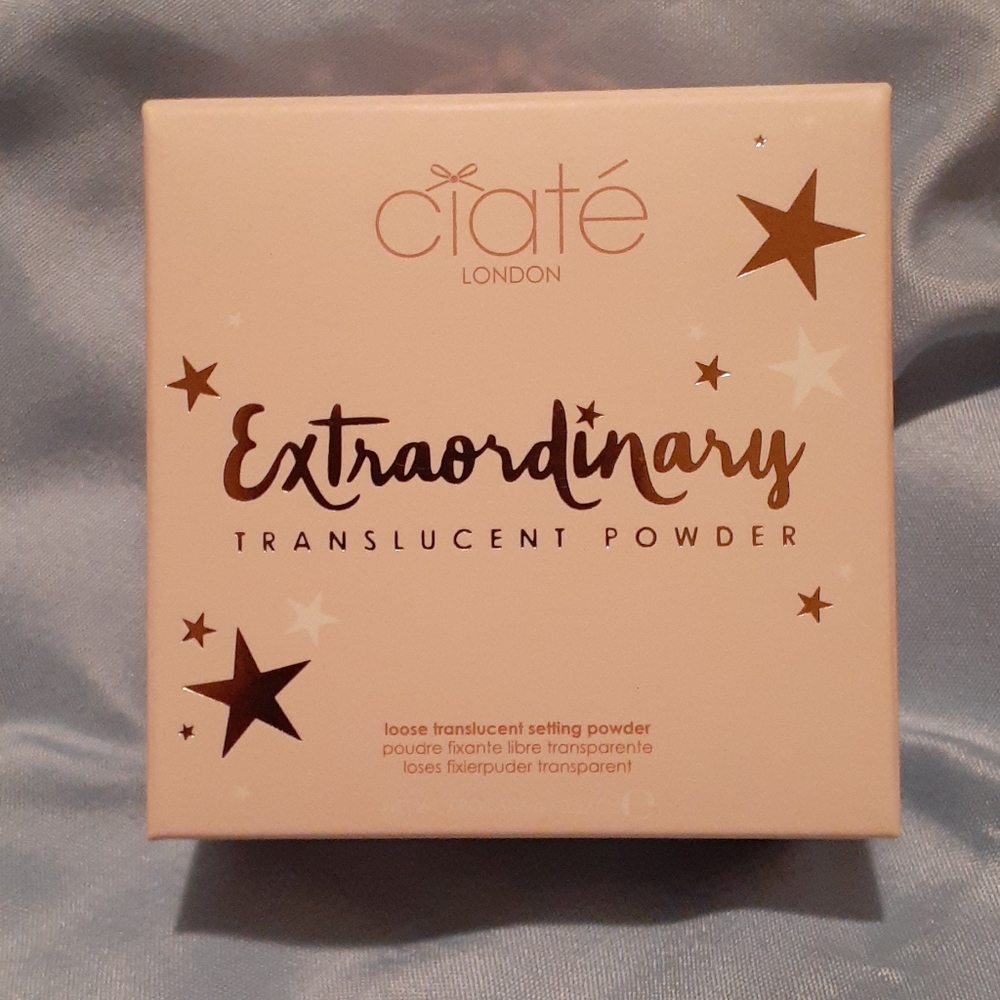 ciaté
LONDON
Extraordinary
TRANSLUCENT POWDER
loose translucent setting powder
poudre fixante libre transparente
loses fixierpuder transparent